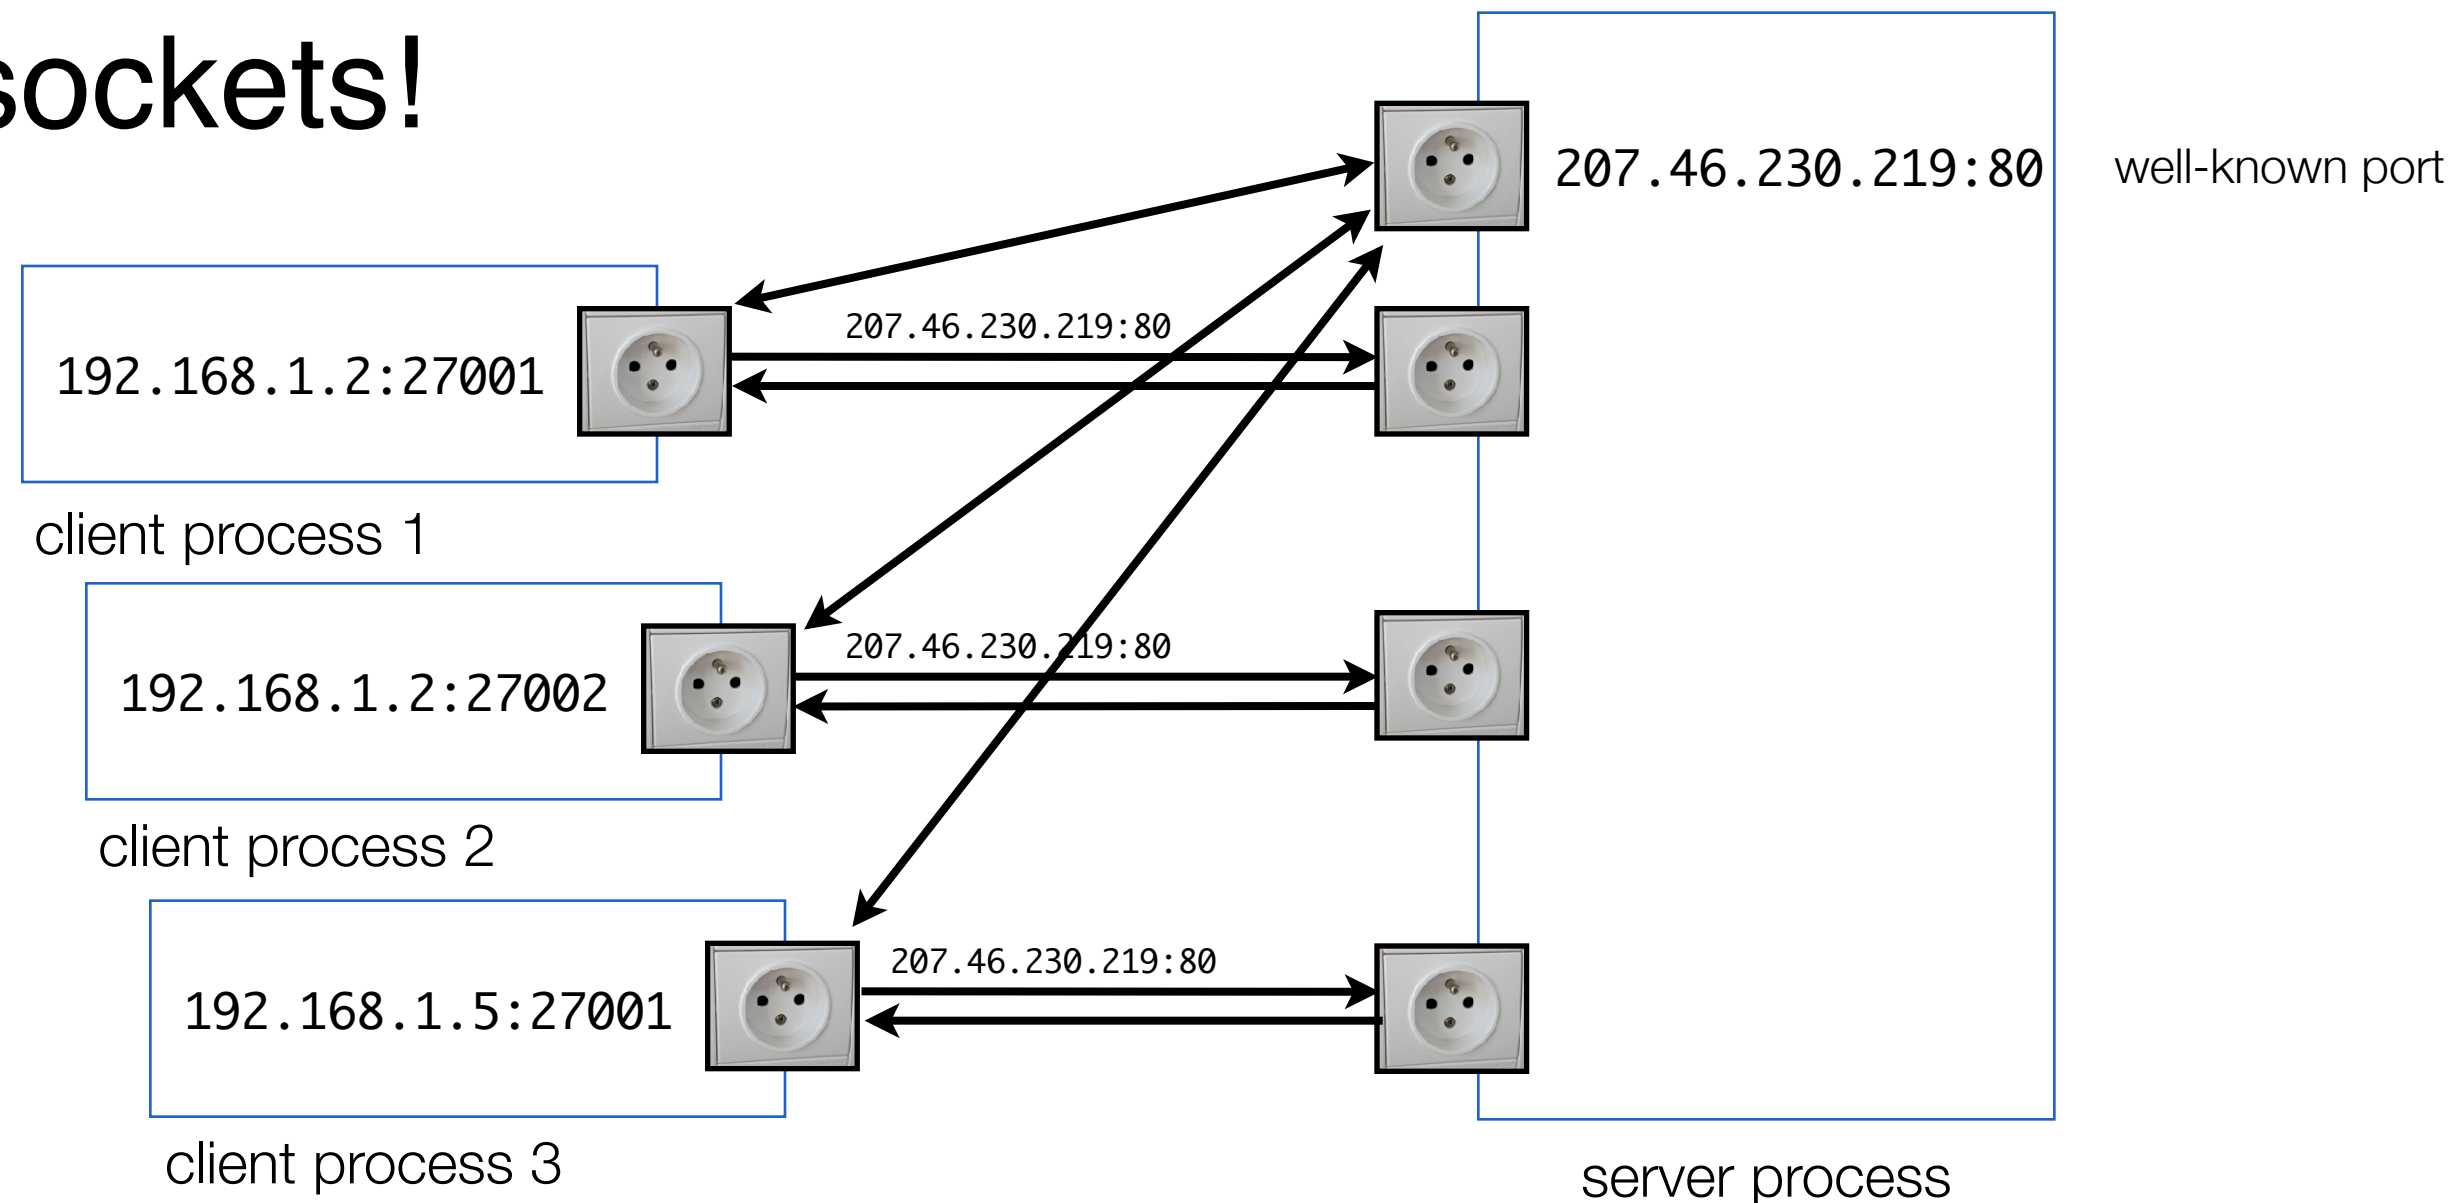 sockets!
207.46.230.219:80
well-known port
207.46.230.219:80
192.168.1.2:27001
client process 1
207.46.230.219:80
192.168.1.2:27002
client process 2
207.46.230.219:80
192.168.1.5:27001
client process 3
server process